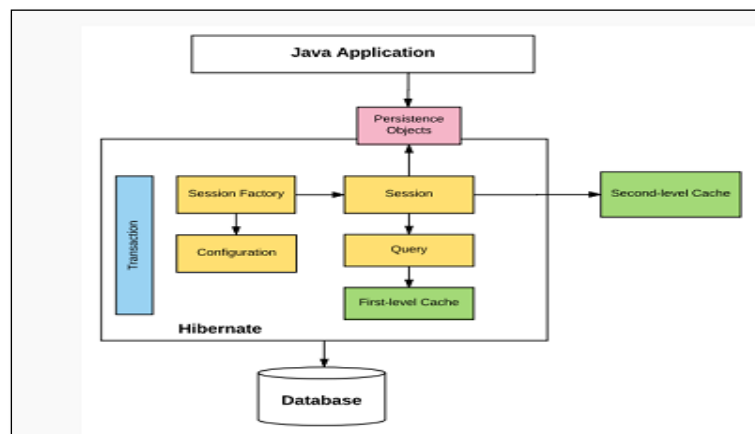 Java Application
Persistence
Objects
Session Factory
Session
Second-level Cache
Transaction
Configuration
Query
First-level Cache
Hibernate
Database